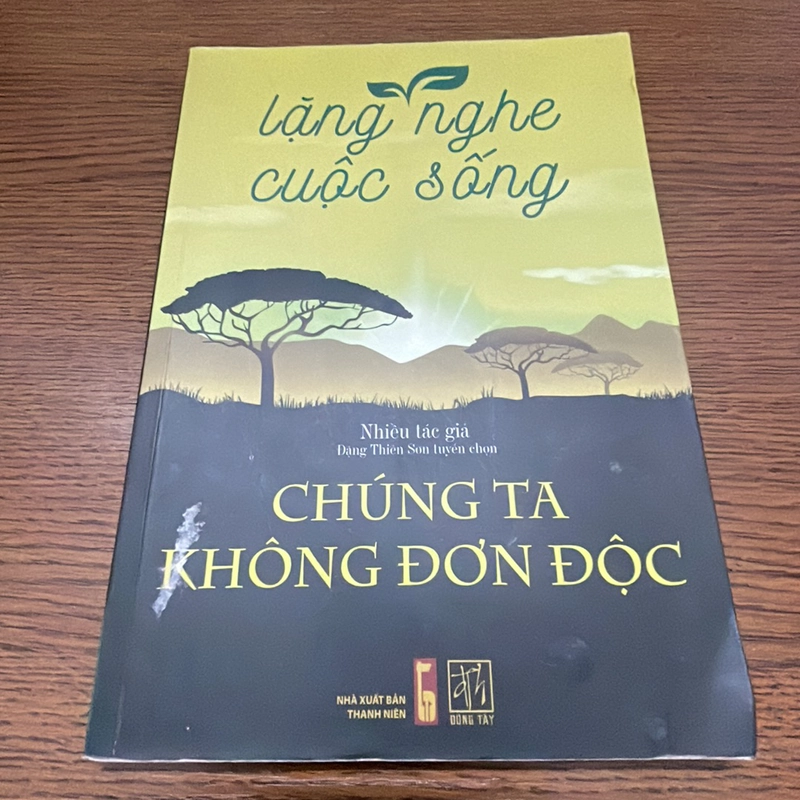 lặng nghe
cuộc sống
Nhiều tác giả
Đặng Thiên Sơn tuyển chọn
CHÚNG TA
KHÔNG ĐƠN ĐỘC
NHÀ XUẤT BẢN
THANH NIÊN
ĐÔNG TÂY